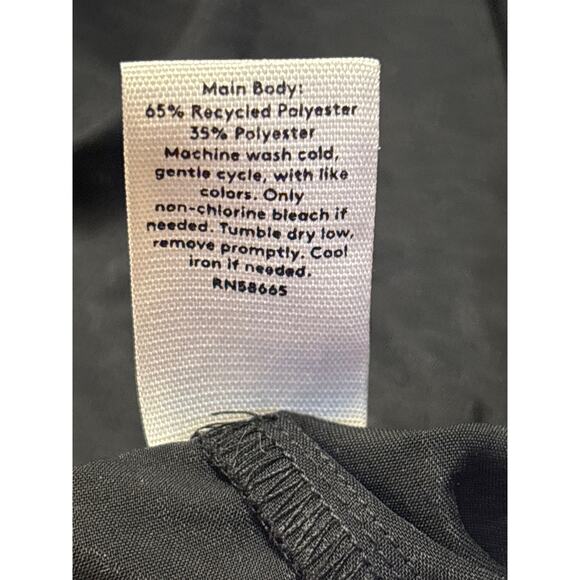 Main Body:
65% Recycled Polyester
35% Polyester
Machine wash cold,
gentle cycle, with like
colors. Only
non-chlorine bleach if
needed. Tumble dry low,
remove promptly. Cool
iron if needed.
RN58665